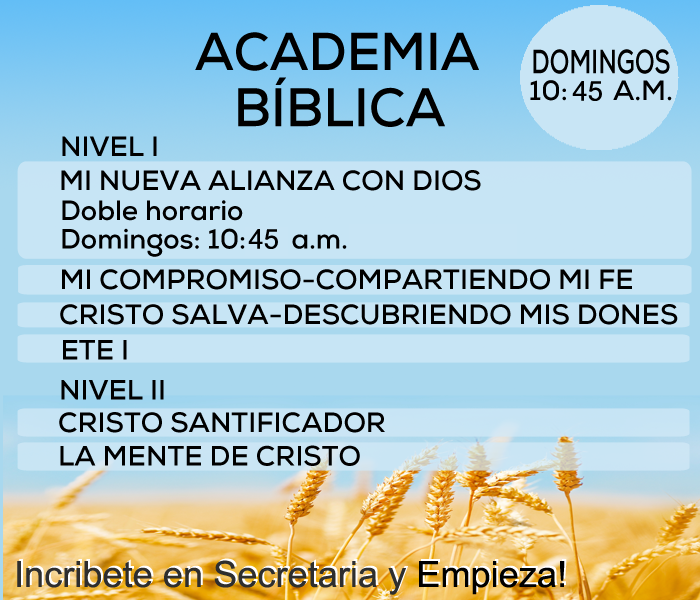 ACADEMIA
BÍBLICA
DOMINGOS
10:45 A.M.
NIVEL I
MI NUEVA ALIANZA CON DIOS
Doble horario
Domingos: 10:45 a.m.
MI COMPROMISO-COMPARTIENDO MI FE
CRISTO SALVA-DESCUBRIENDO MIS DONES
ETE I
NIVEL II
CRISTO SANTIFICADOR
LA MENTE DE CRISTO
Incribete en Secretaria y Empieza!